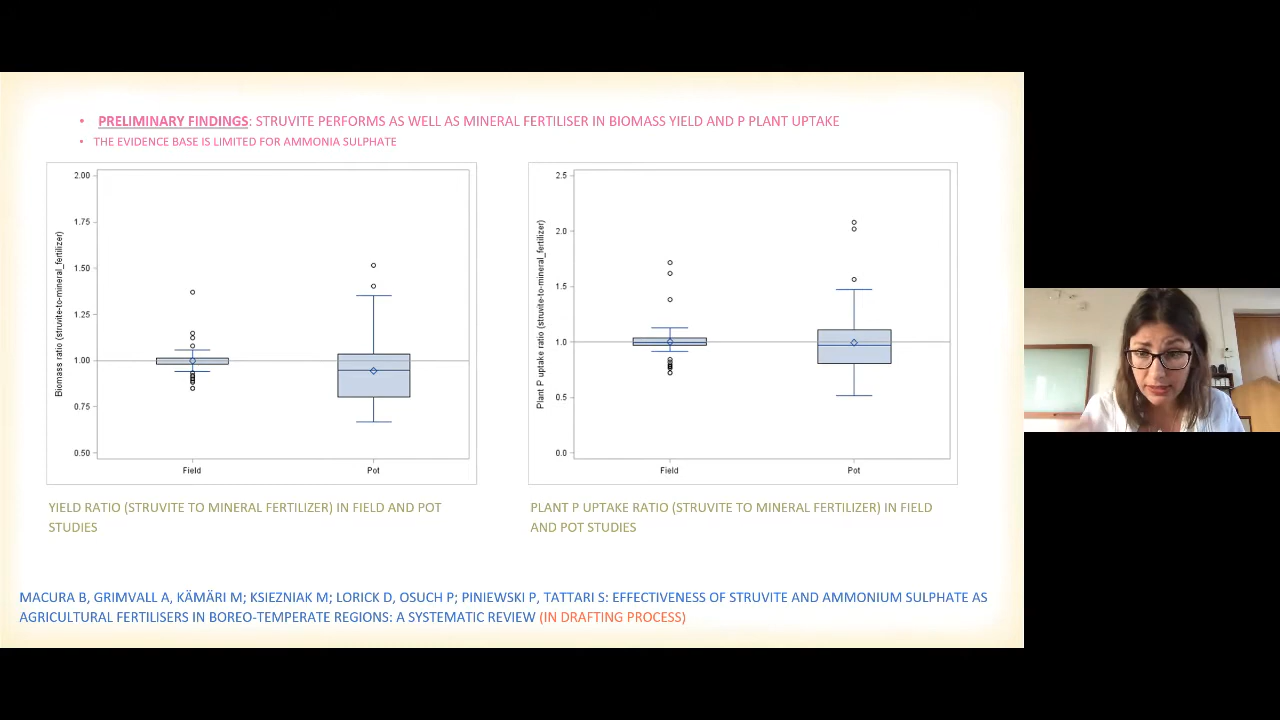 • PRELIMINARY FINDINGS: STRUVITE PERFORMS AS WELL AS MINERAL FERTILISER IN BIOMASS YIELD AND P PLANT UPTAKE
• THE EVIDENCE BASE IS LIMITED FOR AMMONIA SULPHATE
2.00
1.75
1.50
1.25
1.00
0.75
0.50
Biomass ratio (struvite-to-mineral_fertilizer)
Field Pot
2.5
2.0
1.5
1.0
0.5
0.0
Plant P uptake ratio (struvite-to-mineral_fertilizer)
Field Pot
YIELD RATIO (STRUVITE TO MINERAL FERTILIZER) IN FIELD AND POT
STUDIES
PLANT P UPTAKE RATIO (STRUVITE TO MINERAL FERTILIZER) IN FIELD
AND POT STUDIES
MACURA B, GRIMVALL A, KÄMÄRI M; KSIEZNIAK M; LORICK D, OSUCH P; PINIEWSKI P, TATTARI S: EFFECTIVENESS OF STRUVITE AND AMMONIUM SULPHATE AS
AGRICULTURAL FERTILISERS IN BOREO-TEMPERATE REGIONS: A SYSTEMATIC REVIEW (IN DRAFTING PROCESS)